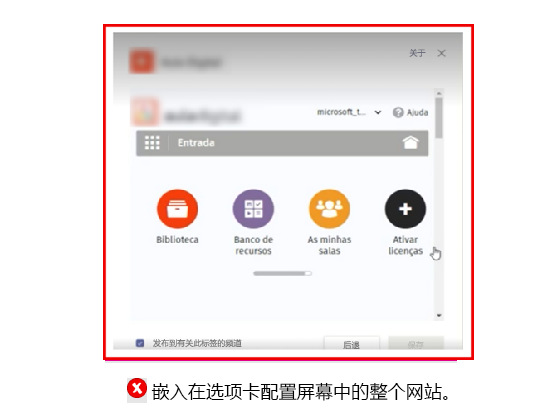 关于
microsoft_t...
Ajuda
Entrada
Biblioteca
Banco de recursos
As minhas salas
Ativar licenças
发布到有关此标签的频道
后退
保存
嵌入在选项卡配置屏幕中的整个网站。